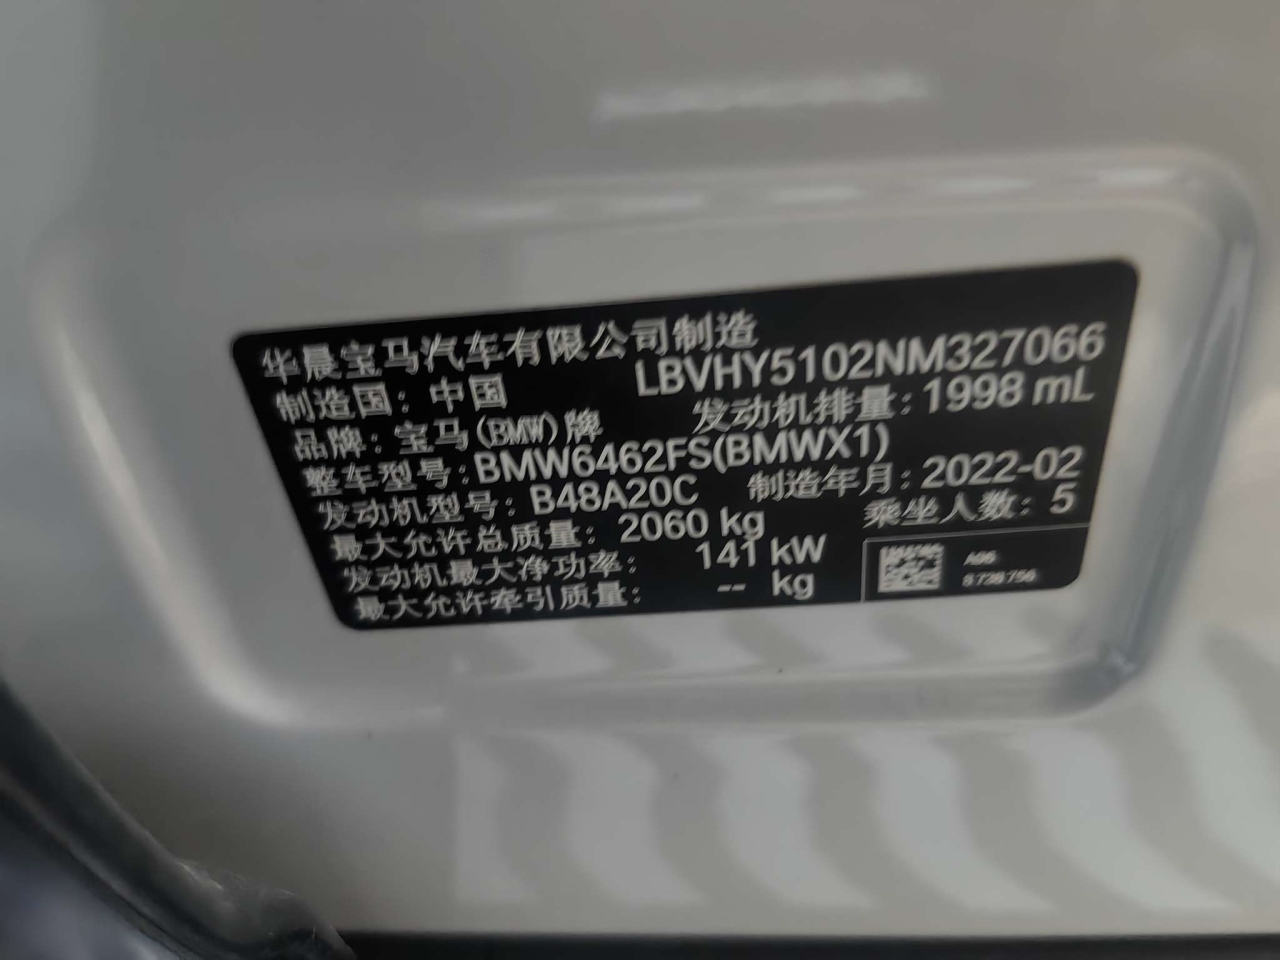 华晨宝马汽车有限公司制造
制造国：中国 LBVHY5102NM327066
品牌：宝马(BMW)牌 发动机排量：1998 mL
整车型号：BMW6462FS(BMWX1)
发动机型号：B48A20C 制造年月：2022-02
最大允许总质量：2060 kg 乘坐人数：5
发动机最大净功率： 141 kW
最大允许牵引质量： -- kg